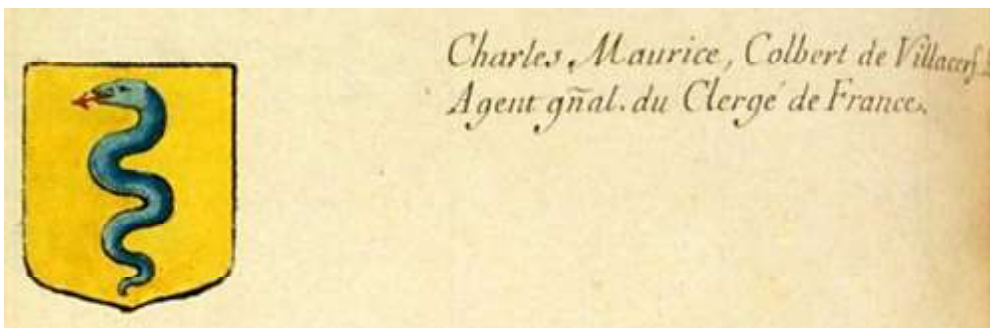 Charles, Maurice, Colbert de Villacerf
Agent gñal. du Clergé de France.